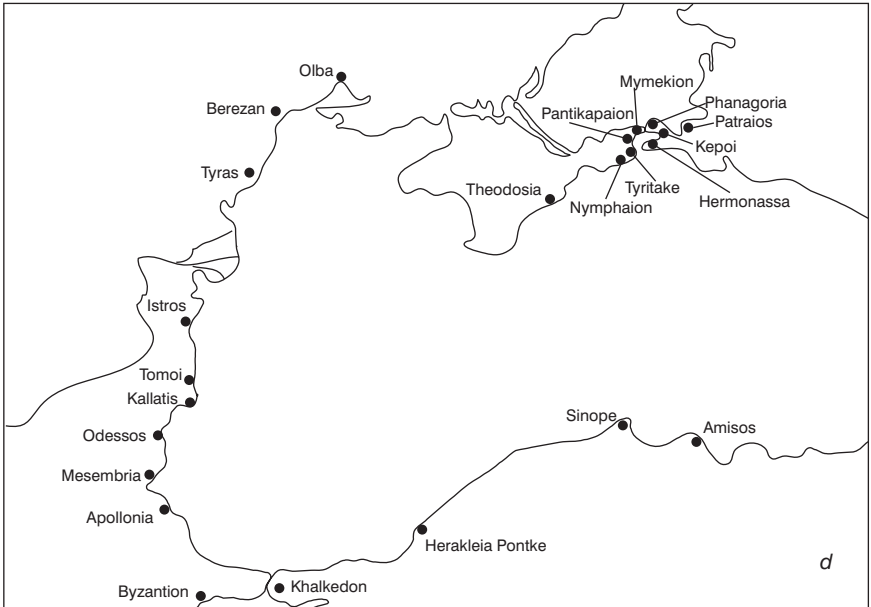 Olba
Mymekion
Berezan
Phanagoria
Pantikapaion
Patraios
Kepoi
Tyras
Theodosia
Tyritake
Nymphaion
Hermonassa
Istros
Tomoi
Kallatis
Sinope
Amisos
Odessos
Mesembria
Apollonia
Herakleia Pontke
d
Khalkedon
Byzantion